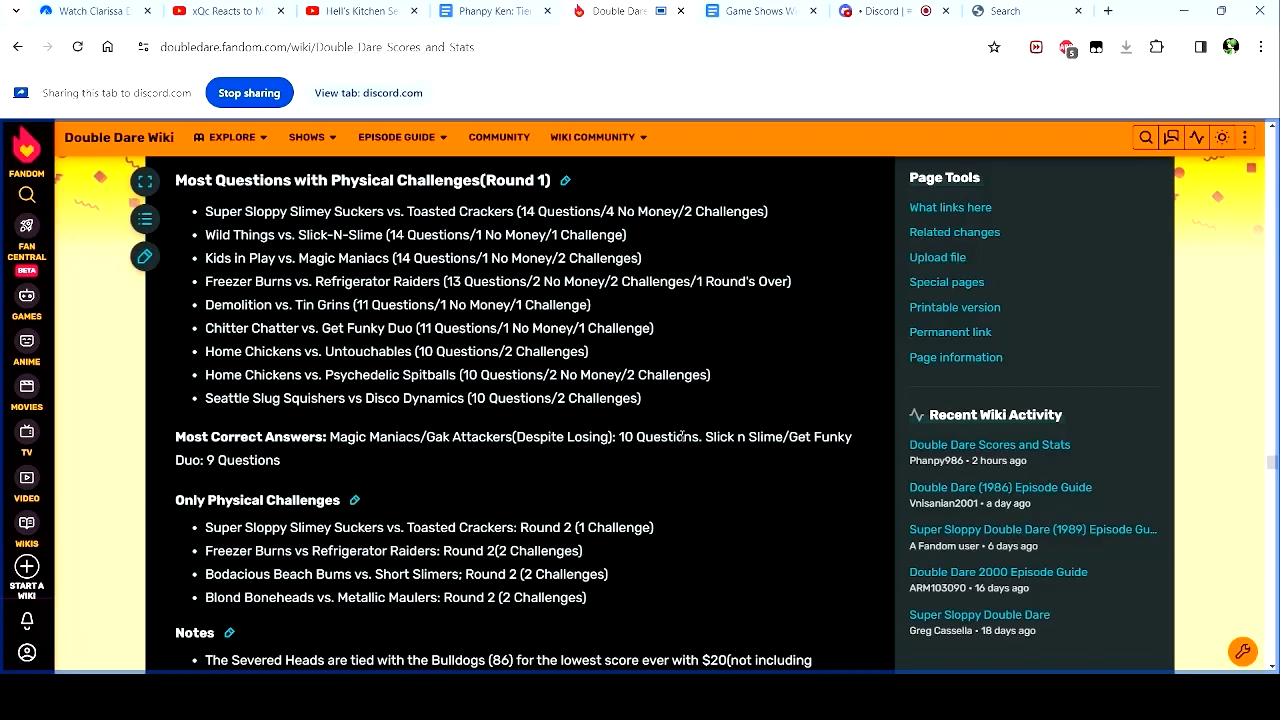 Watch Clarissa E
xQc Reacts to M
Hell's Kitchen Se
Phanpy Ken: Tier
Double Dare
Game Shows W
• Discord | #
Search
doubledare.fandom.com/wiki/Double_Dare_Scores_and_Stats
5
Sharing this tab to discord.com
Stop sharing
View tab: discord.com
FANDOM
FAN CENTRAL
BETA
GAMES
ANIME
MOVIES
TV
VIDEO
WIKIS
START A WIKI
Double Dare Wiki
EXPLORE
SHOWS
EPISODE GUIDE
COMMUNITY
WIKI COMMUNITY
Most Questions with Physical Challenges(Round 1)
• Super Sloppy Slimey Suckers vs. Toasted Crackers (14 Questions/4 No Money/2 Challenges)
• Wild Things vs. Slick-N-Slime (14 Questions/1 No Money/1 Challenge)
• Kids in Play vs. Magic Maniacs (14 Questions/1 No Money/2 Challenges)
• Freezer Burns vs. Refrigerator Raiders (13 Questions/2 No Money/2 Challenges/1 Round's Over)
• Demolition vs. Tin Grins (11 Questions/1 No Money/1 Challenge)
• Chitter Chatter vs. Get Funky Duo (11 Questions/1 No Money/1 Challenge)
• Home Chickens vs. Untouchables (10 Questions/2 Challenges)
• Home Chickens vs. Psychedelic Spitballs (10 Questions/2 No Money/2 Challenges)
• Seattle Slug Squishers vs Disco Dynamics (10 Questions/2 Challenges)
Most Correct Answers: Magic Maniacs/Gak Attackers(Despite Losing): 10 Questions. Slick n Slime/Get Funky
Duo: 9 Questions
Only Physical Challenges
• Super Sloppy Slimey Suckers vs. Toasted Crackers: Round 2 (1 Challenge)
• Freezer Burns vs Refrigerator Raiders: Round 2(2 Challenges)
• Bodacious Beach Bums vs. Short Slimers; Round 2 (2 Challenges)
• Blond Boneheads vs. Metallic Maulers: Round 2 (2 Challenges)
Notes
• The Severed Heads are tied with the Bulldogs (86) for the lowest score ever with $20(not including
Page Tools
What links here
Related changes
Upload file
Special pages
Printable version
Permanent link
Page information
Recent Wiki Activity
Double Dare Scores and Stats
Phanpy986 • 2 hours ago
Double Dare (1986) Episode Guide
Vnisanian2001 • a day ago
Super Sloppy Double Dare (1989) Episode Gu...
A Fandom user • 6 days ago
Double Dare 2000 Episode Guide
ARM103090 • 16 days ago
Super Sloppy Double Dare
Greg Cassella • 18 days ago